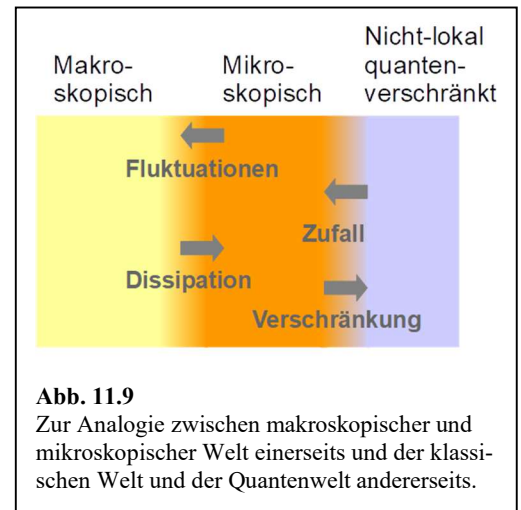 Makro-
skopisch
Mikro-
skopisch
Nicht-lokal
quanten-
verschränkt
Fluktuationen
Zufall
Dissipation
Verschränkung
Abb. 11.9
Zur Analogie zwischen makroskopischer und
mikroskopischer Welt einerseits und der klassi-
schen Welt und der Quantenwelt andererseits.